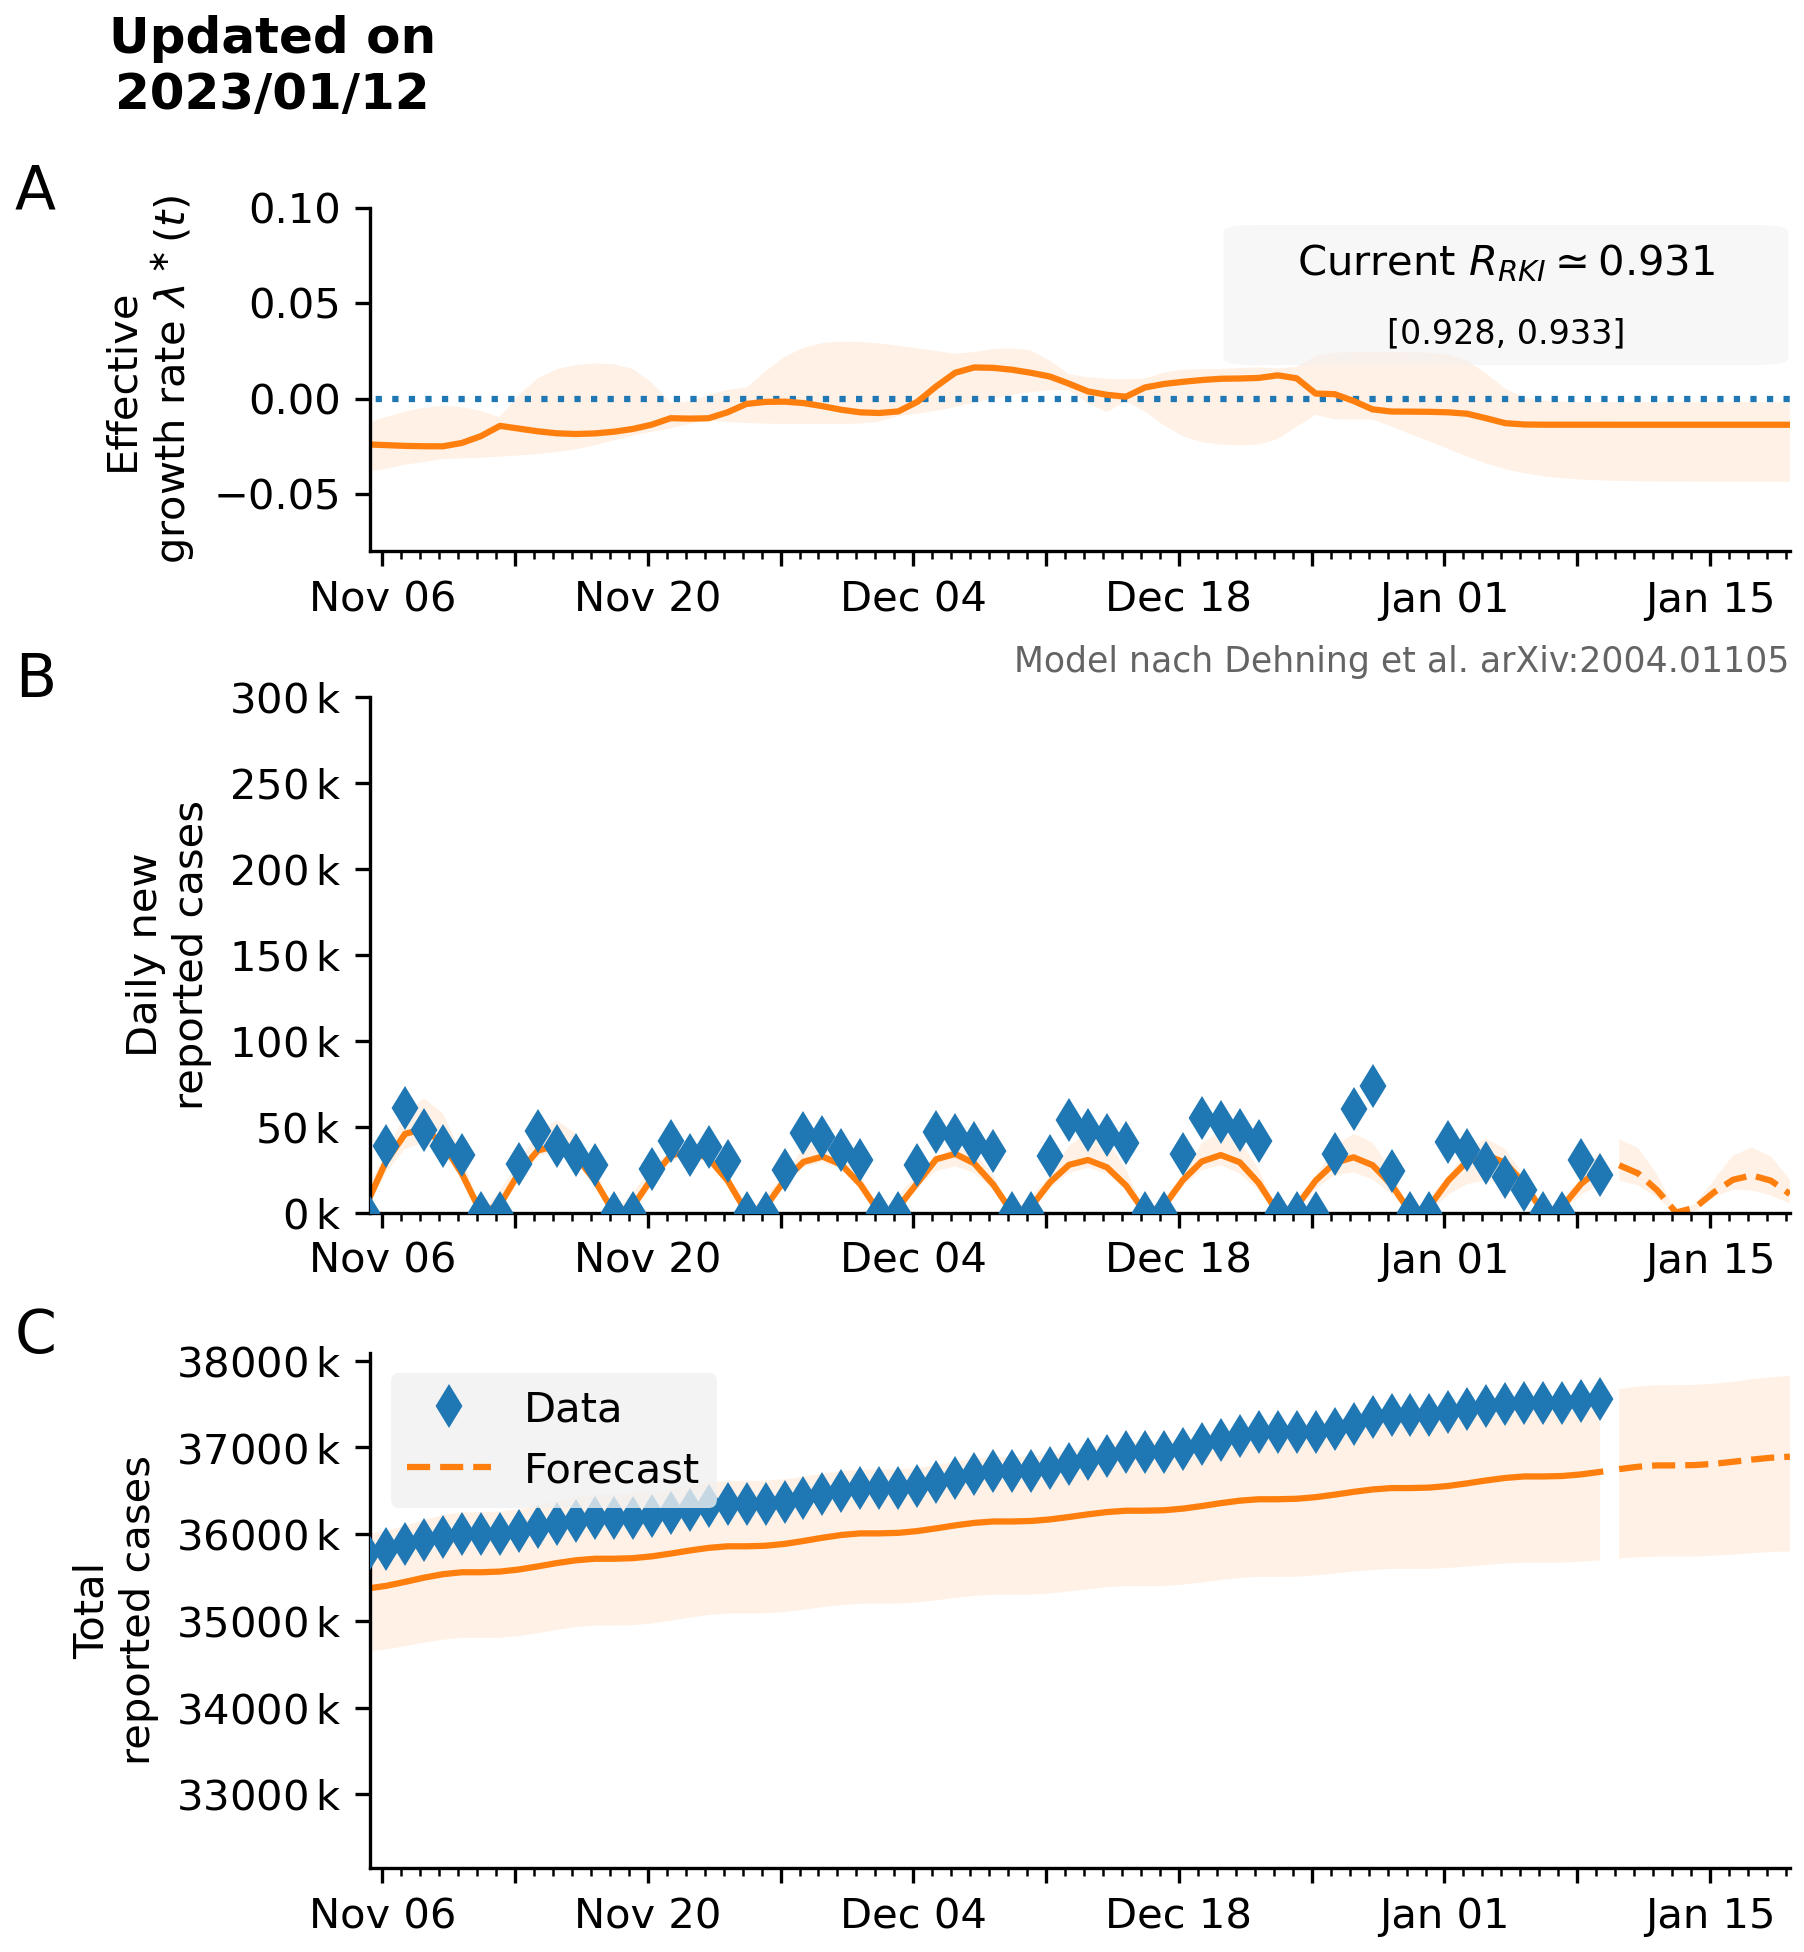 Updated on
2023/01/12
A
Effective
growth rate λ * (t)
0.10
0.05
0.00
−0.05
Current R_RKI ≃ 0.931
[0.928, 0.933]
Nov 06 Nov 20 Dec 04 Dec 18 Jan 01 Jan 15
Model nach Dehning et al. arXiv:2004.01105
B
Daily new
reported cases
300 k
250 k
200 k
150 k
100 k
50 k
0 k
Nov 06 Nov 20 Dec 04 Dec 18 Jan 01 Jan 15
C
Total
reported cases
38000 k
37000 k
36000 k
35000 k
34000 k
33000 k
Data
Forecast
Nov 06 Nov 20 Dec 04 Dec 18 Jan 01 Jan 15